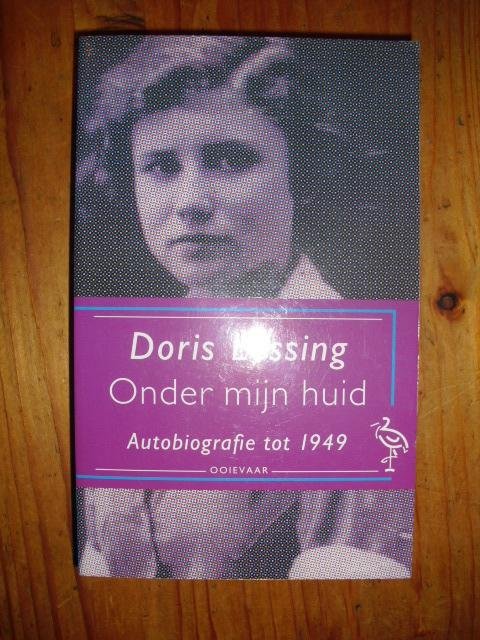 Doris Lessing
Onder mijn huid
Autobiografie tot 1949
OOIEVAAR